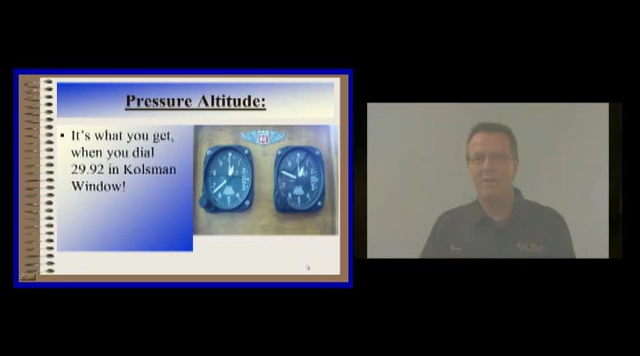 Pressure Altitude:
• It's what you get,
when you dial
29.92 in Kolsman
Window!